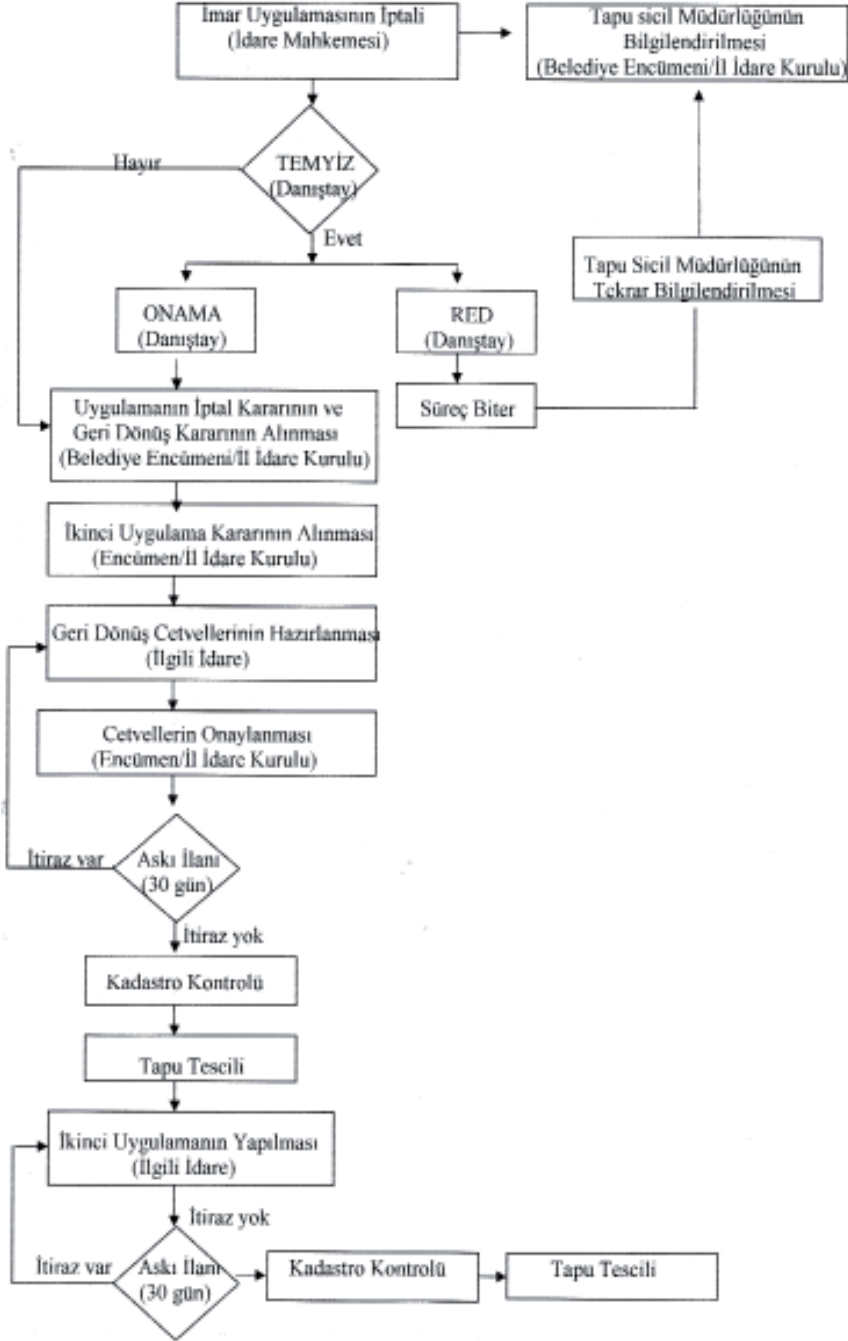 İmar Uygulamasının İptali
(İdare Mahkemesi)
Tapu sicil Müdürlüğünün
Bilgilendirilmesi
(Belediye Encümeni/İl İdare Kurulu)
Hayır
TEMYİZ
(Danıştay)
Evet
Tapu Sicil Müdürlüğünün
Tekrar Bilgilendirilmesi
ONAMA
(Danıştay)
RED
(Danıştay)
Süreç Biter
Uygulamanın İptal Kararının ve
Geri Dönüş Kararının Alınması
(Belediye Encümeni/İl İdare Kurulu)
İkinci Uygulama Kararının Alınması
(Encümen/İl İdare Kurulu)
Geri Dönüş Cetvellerinin Hazırlanması
(İlgili İdare)
Cetvellerin Onaylanması
(Encümen/İl İdare Kurulu)
İtiraz var
Askı İlanı
(30 gün)
İtiraz yok
Kadastro Kontrolü
Tapu Tescili
İkinci Uygulamanın Yapılması
(İlgili İdare)
İtiraz yok
İtiraz var
Askı İlanı
(30 gün)
Kadastro Kontrolü
Tapu Tescili